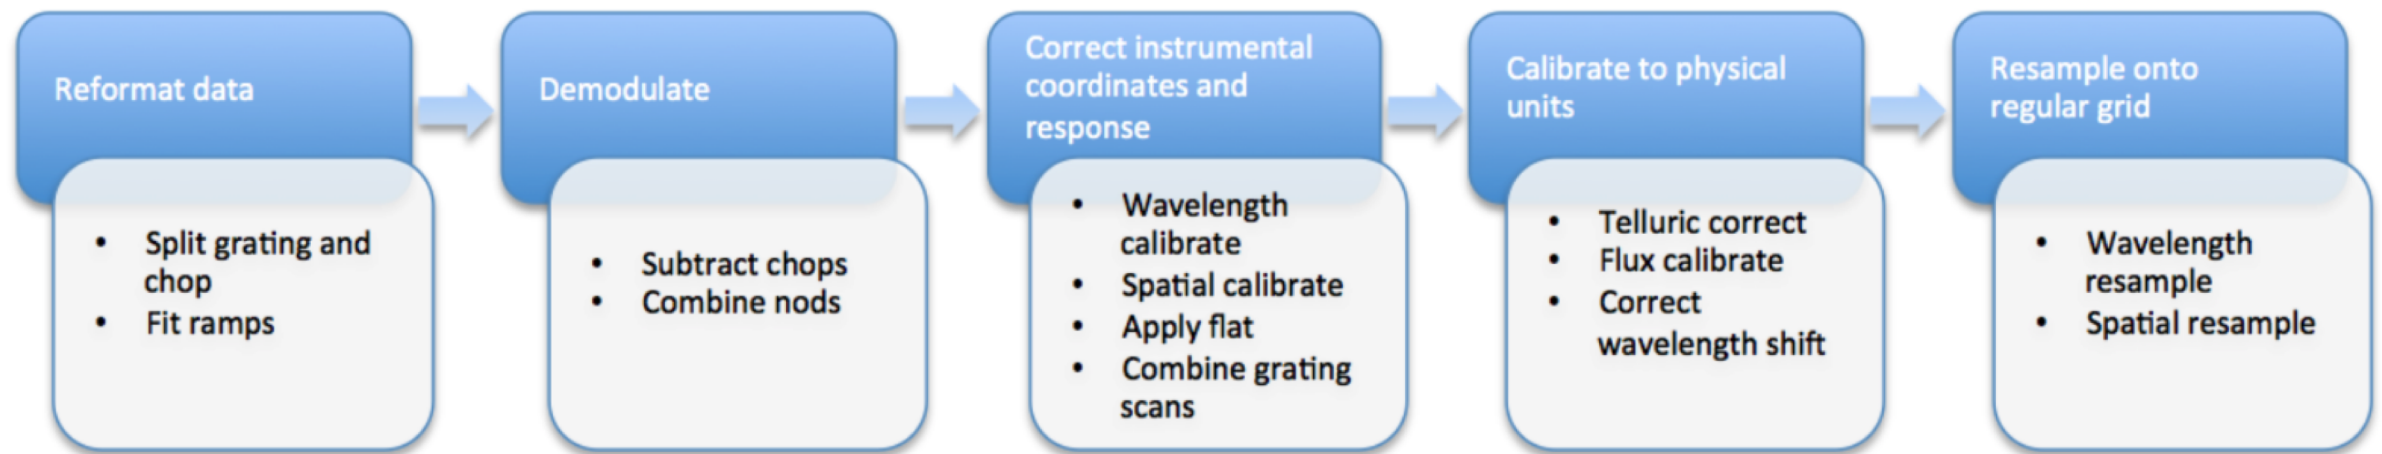 Reformat data
• Split grating and
chop
• Fit ramps
Demodulate
• Subtract chops
• Combine nods
Correct instrumental
coordinates and
response
• Wavelength
calibrate
• Spatial calibrate
• Apply flat
• Combine grating
scans
Calibrate to physical
units
• Telluric correct
• Flux calibrate
• Correct
wavelength shift
Resample onto
regular grid
• Wavelength
resample
• Spatial resample